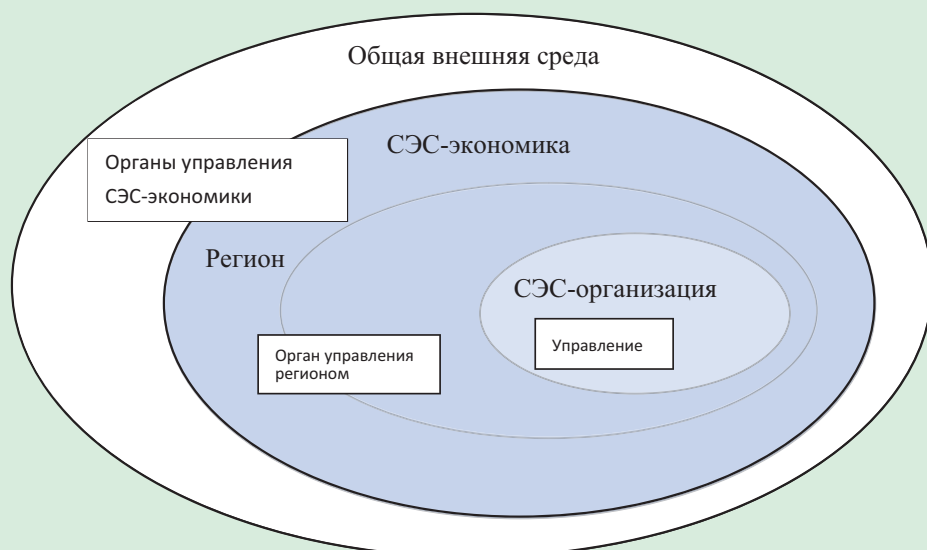 Общая внешняя среда
СЭС-экономика
Органы управления
СЭС-экономики
Регион
СЭС-организация
Орган управления
регионом
Управление